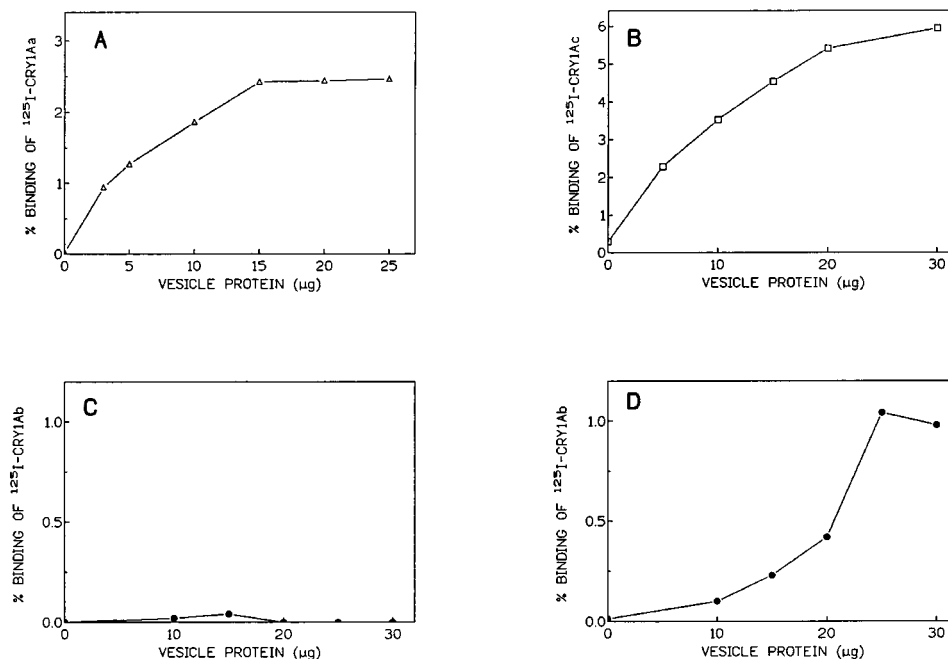 A
% BINDING OF ¹²⁵I-CRY1Aa
3
2
1
0
0 5 10 15 20 25
VESICLE PROTEIN (µg)
B
% BINDING OF ¹²⁵I-CRY1Ac
6
5
4
3
2
1
0
0 10 20 30
VESICLE PROTEIN (µg)
C
% BINDING OF ¹²⁵I-CRY1Ab
1.0
0.5
0.0
0 10 20 30
VESICLE PROTEIN (µg)
D
% BINDING OF ¹²⁵I-CRY1Ab
1.0
0.5
0.0
0 10 20 30
VESICLE PROTEIN (µg)